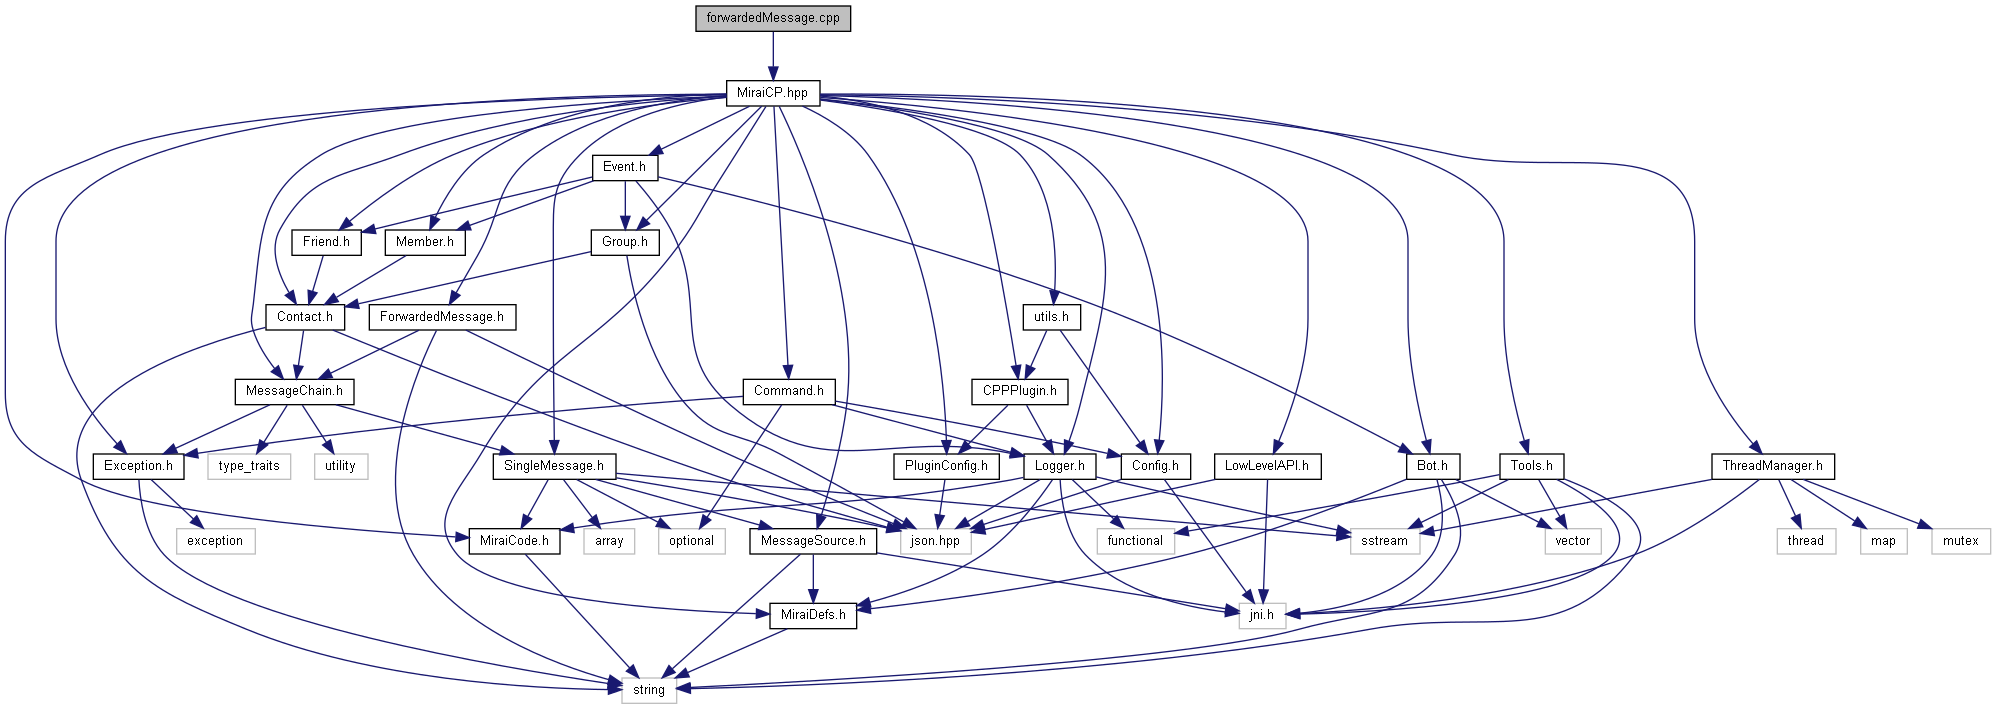 forwardedMessage.cpp
MiraiCP.hpp
Event.h
Friend.h
Member.h
Group.h
Contact.h
ForwardedMessage.h
utils.h
MessageChain.h
Command.h
CPPPlugin.h
Exception.h
type_traits
utility
SingleMessage.h
PluginConfig.h
Logger.h
Config.h
LowLevelAPI.h
Bot.h
Tools.h
ThreadManager.h
exception
MiraiCode.h
array
optional
MessageSource.h
json.hpp
functional
sstream
vector
thread
map
mutex
MiraiDefs.h
jni.h
string